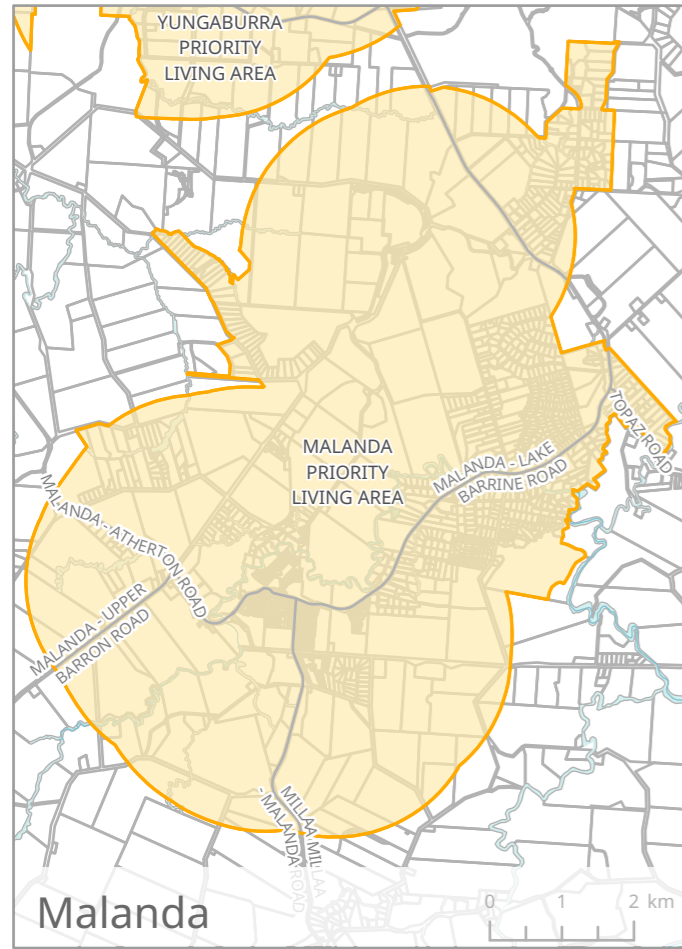 YUNGABURRA
PRIORITY
LIVING AREA
MALANDA
PRIORITY
LIVING AREA
TOPAZ ROAD
MALANDA - LAKE
BARRINE ROAD
MALANDA - ATHERTON ROAD
MALANDA - UPPER
BARRON ROAD
MILLAA MILLAA
- MALANDA ROAD
Malanda
0 1 2 km